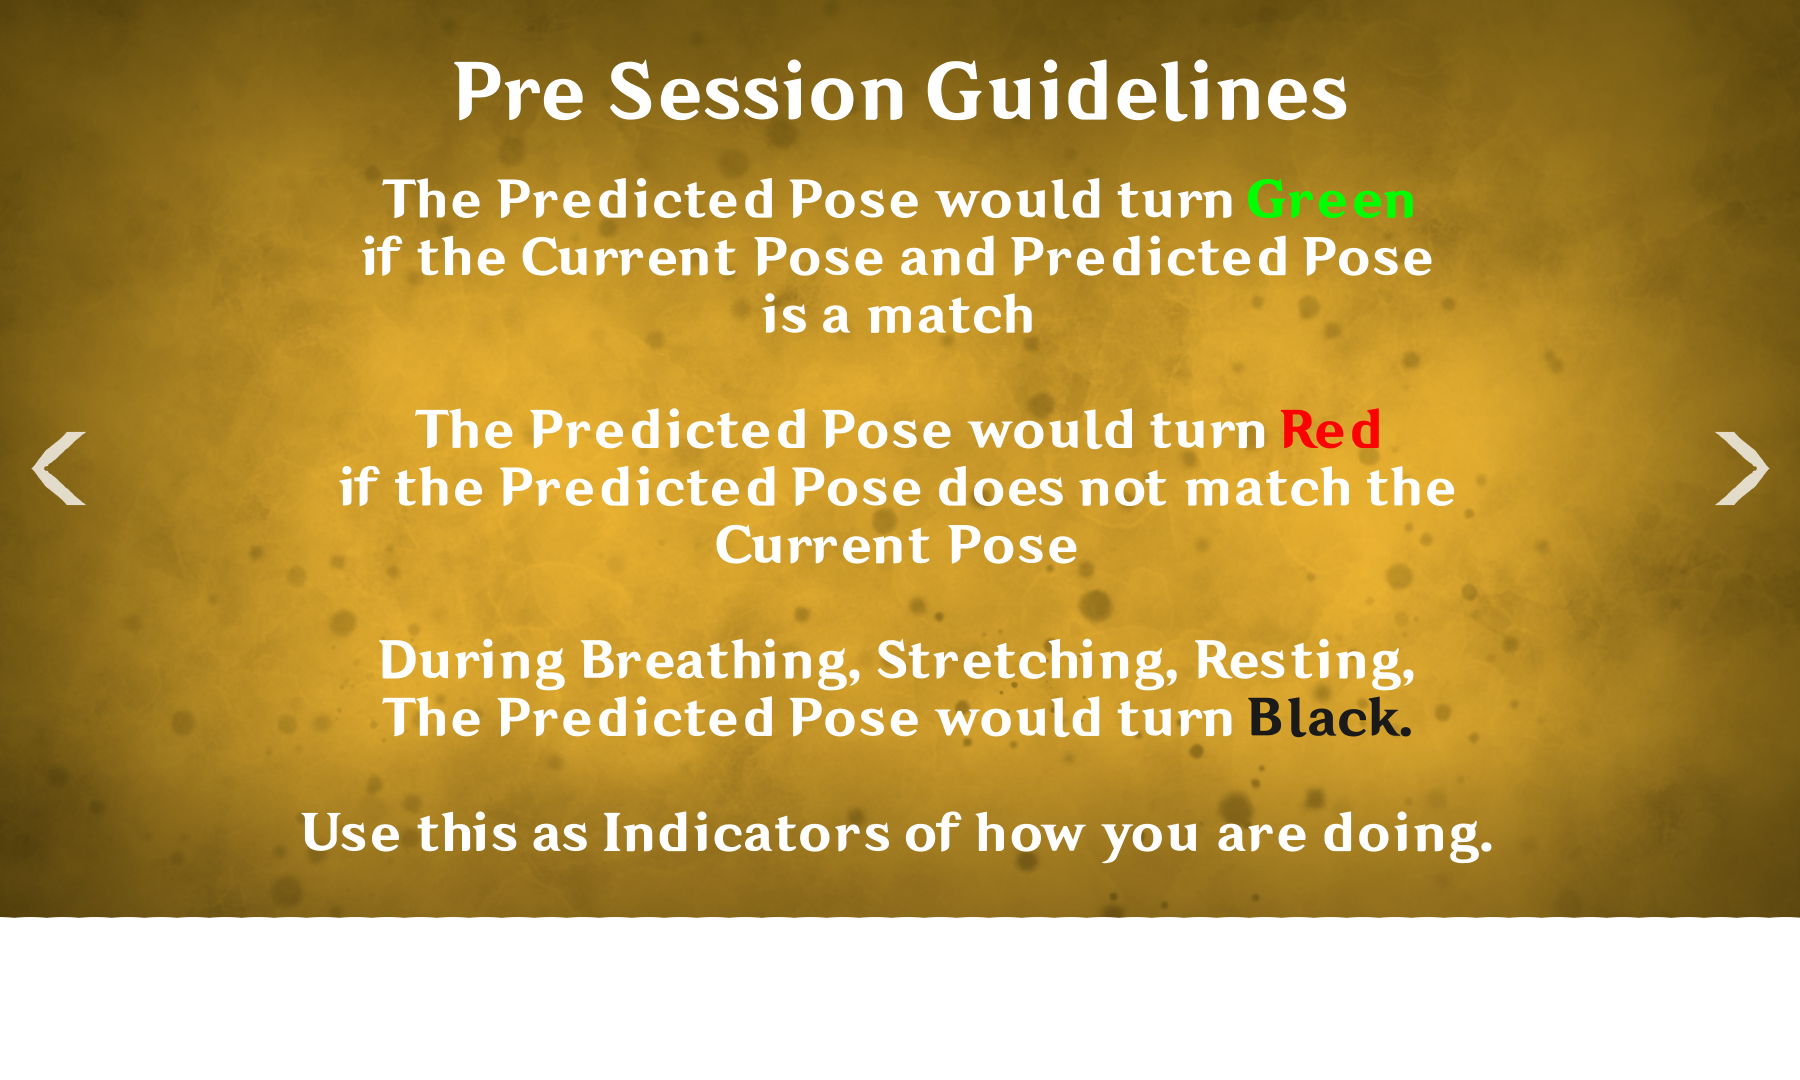 Pre Session Guidelines
The Predicted Pose would turn Green
if the Current Pose and Predicted Pose
is a match
The Predicted Pose would turn Red
if the Predicted Pose does not match the
Current Pose
During Breathing, Stretching, Resting,
The Predicted Pose would turn Black.
Use this as Indicators of how you are doing.